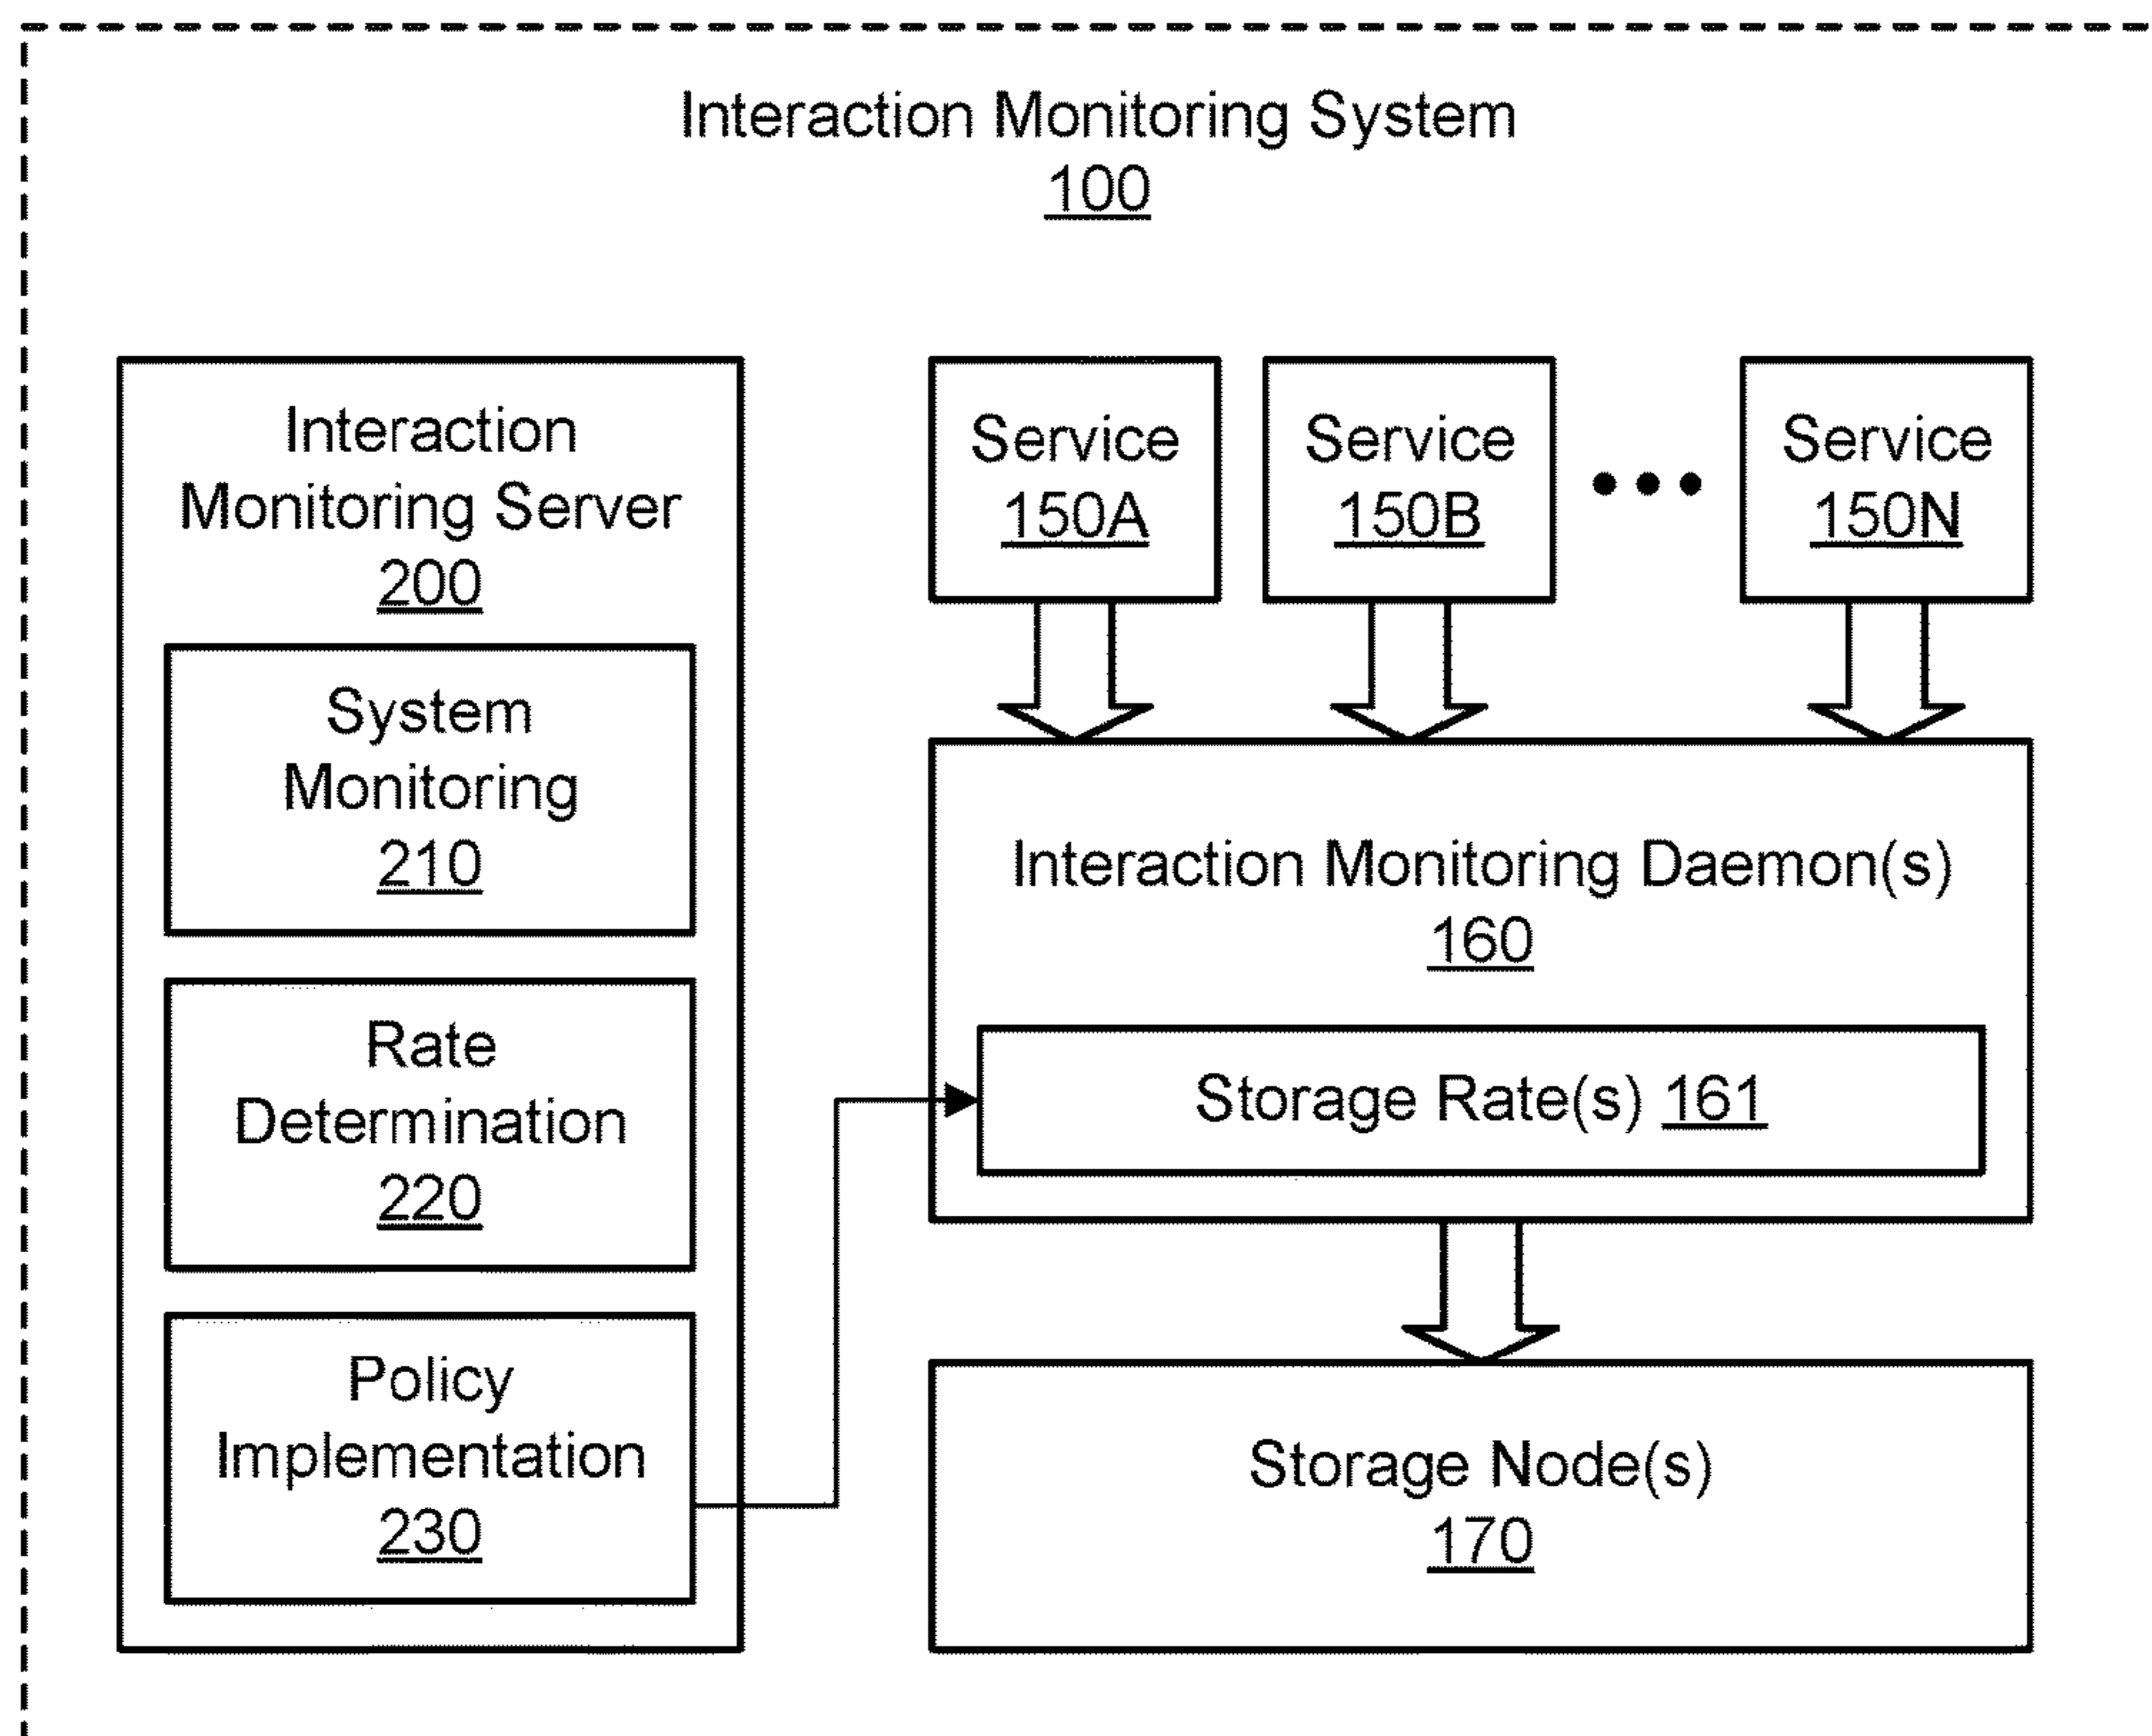 Interaction Monitoring System
100
Interaction
Monitoring Server
200
System
Monitoring
210
Rate
Determination
220
Policy
Implementation
230
Service
150A
Service
150B
Service
150N
Interaction Monitoring Daemon(s)
160
Storage Rate(s) 161
Storage Node(s)
170